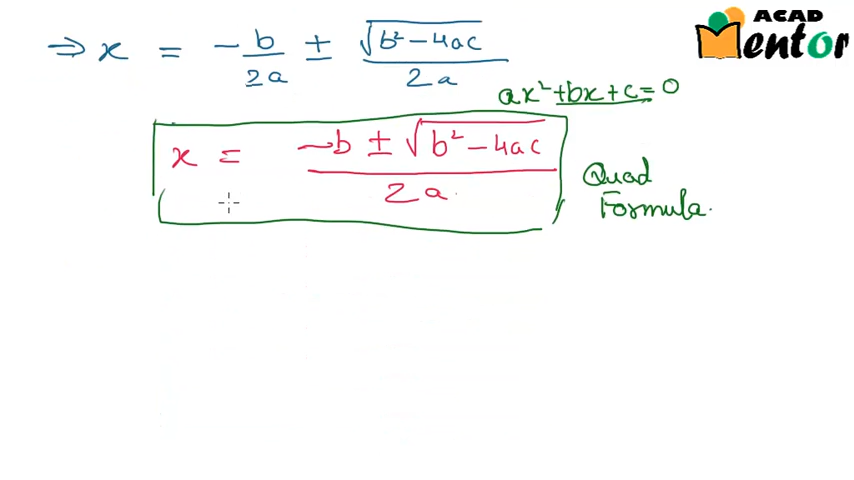 ⇒ x = -b/2a ± √(b² - 4ac)/2a
ACAD
Mentor
ax² + bx + c = 0
x = (-b ± √(b² - 4ac))/2a
Quad
Formula.